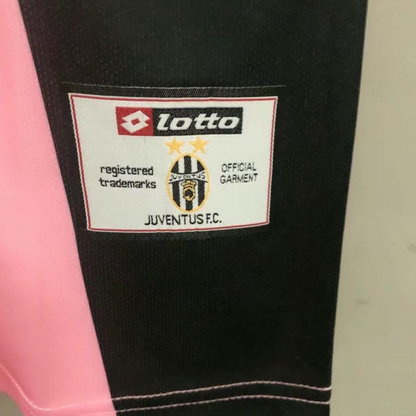 lotto
registered
trademarks
JUVENTUS
OFFICIAL
GARMENT
JUVENTUS F.C.